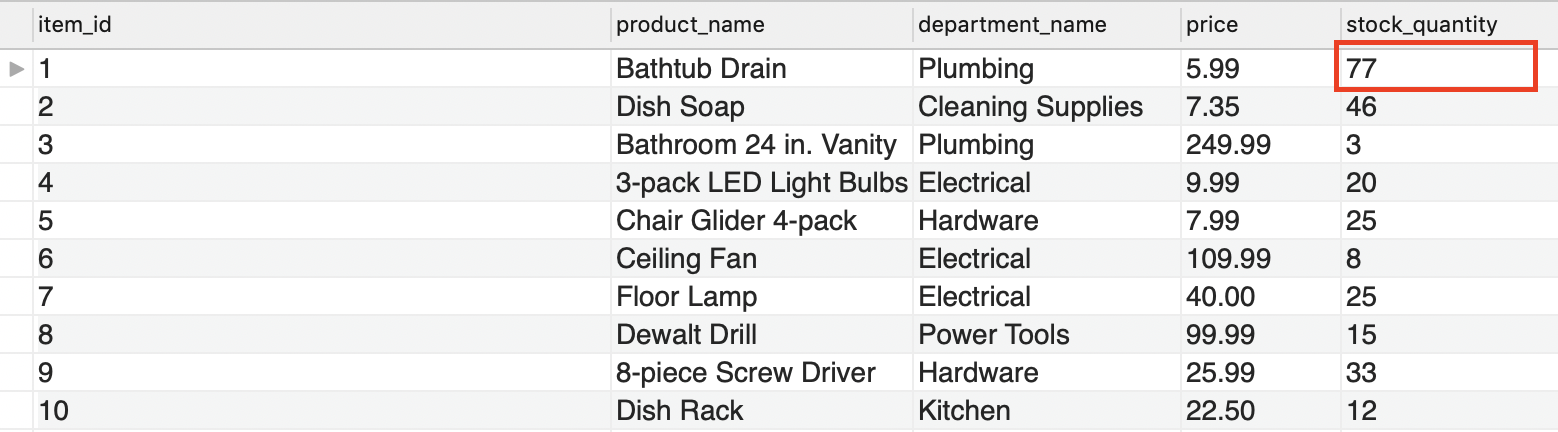 item_id product_name department_name price stock_quantity
1 Bathtub Drain Plumbing 5.99 77
2 Dish Soap Cleaning Supplies 7.35 46
3 Bathroom 24 in. Vanity Plumbing 249.99 3
4 3-pack LED Light Bulbs Electrical 9.99 20
5 Chair Glider 4-pack Hardware 7.99 25
6 Ceiling Fan Electrical 109.99 8
7 Floor Lamp Electrical 40.00 25
8 Dewalt Drill Power Tools 99.99 15
9 8-piece Screw Driver Hardware 25.99 33
10 Dish Rack Kitchen 22.50 12